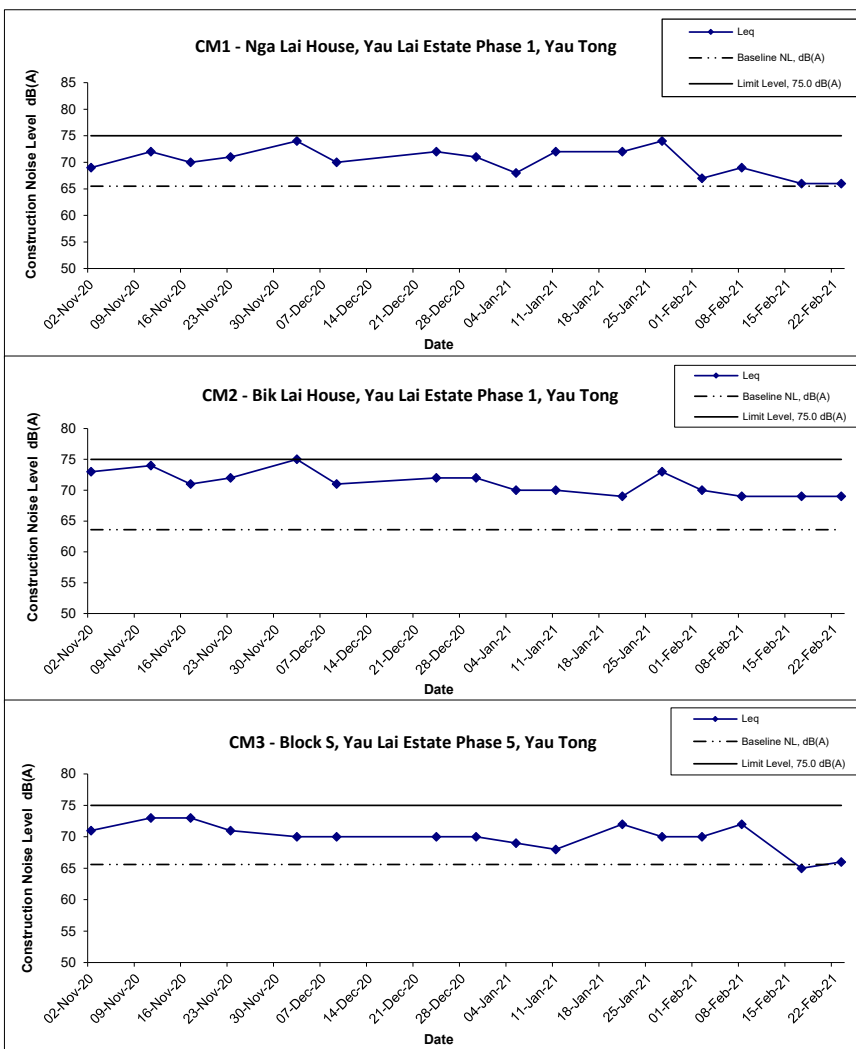 CM1 - Nga Lai House, Yau Lai Estate Phase 1, Yau Tong
Leq
Baseline NL, dB(A)
Limit Level, 75.0 dB(A)
Construction Noise Level dB(A)
85
80
75
70
65
60
55
50
02-Nov-20
09-Nov-20
16-Nov-20
23-Nov-20
30-Nov-20
07-Dec-20
14-Dec-20
21-Dec-20
28-Dec-20
04-Jan-21
11-Jan-21
18-Jan-21
25-Jan-21
01-Feb-21
08-Feb-21
15-Feb-21
22-Feb-21
Date
CM2 - Bik Lai House, Yau Lai Estate Phase 1, Yau Tong
Leq
Baseline NL, dB(A)
Limit Level, 75.0 dB(A)
Construction Noise Level dB(A)
80
75
70
65
60
55
50
02-Nov-20
09-Nov-20
16-Nov-20
23-Nov-20
30-Nov-20
07-Dec-20
14-Dec-20
21-Dec-20
28-Dec-20
04-Jan-21
11-Jan-21
18-Jan-21
25-Jan-21
01-Feb-21
08-Feb-21
15-Feb-21
22-Feb-21
Date
CM3 - Block S, Yau Lai Estate Phase 5, Yau Tong
Leq
Baseline NL, dB(A)
Limit Level, 75.0 dB(A)
Construction Noise Level dB(A)
80
75
70
65
60
55
50
02-Nov-20
09-Nov-20
16-Nov-20
23-Nov-20
30-Nov-20
07-Dec-20
14-Dec-20
21-Dec-20
28-Dec-20
04-Jan-21
11-Jan-21
18-Jan-21
25-Jan-21
01-Feb-21
08-Feb-21
15-Feb-21
22-Feb-21
Date